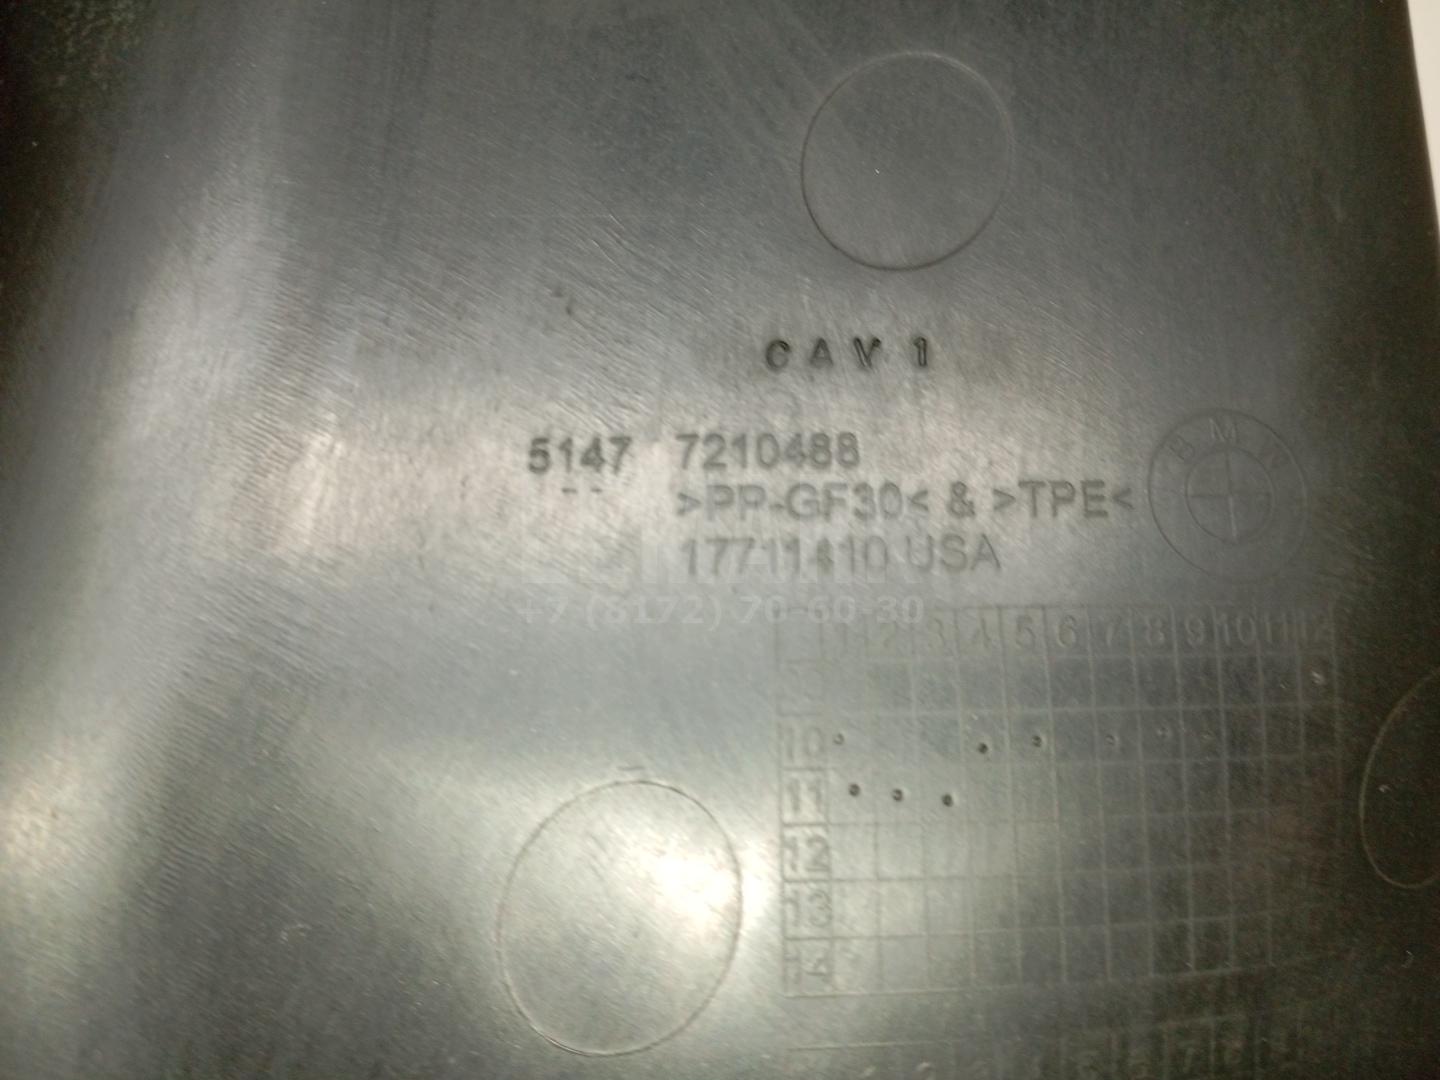 CAV 1
5147 7210488
>PP-GF30< & >TPE<
BMW
17711410 USA
+7 (8172) 70-60-30
1 2 3 4 5 6 7 8 9 10 11 12
10
11
12
13